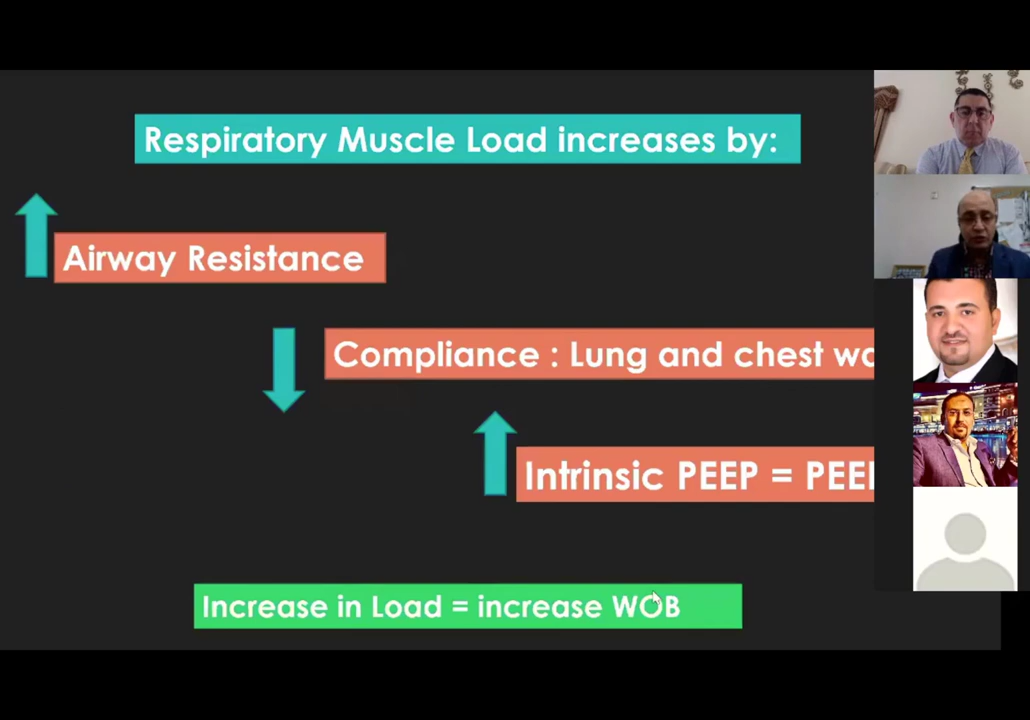 Respiratory Muscle Load increases by:
Airway Resistance
Compliance : Lung and chest
Intrinsic PEEP =
Increase in Load = increase WOB